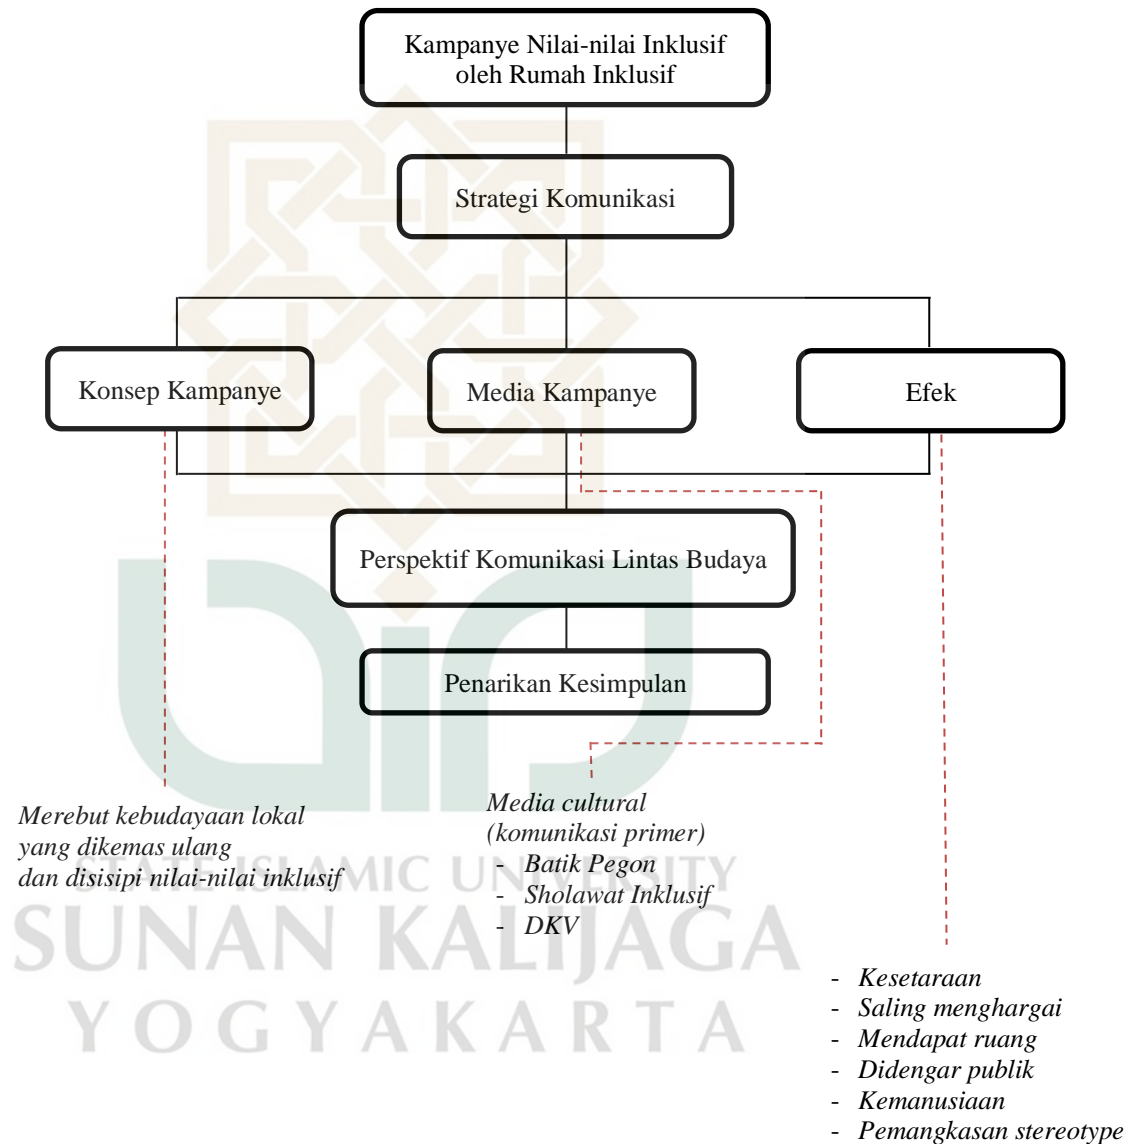 Kampanye Nilai-nilai Inklusif
oleh Rumah Inklusif
Strategi Komunikasi
Konsep Kampanye
Media Kampanye
Efek
Perspektif Komunikasi Lintas Budaya
Penarikan Kesimpulan
Merebut kebudayaan lokal
yang dikemas ulang
dan disisipi nilai-nilai inklusif
Media cultural
(komunikasi primer)
- Batik Pegon
- Sholawat Inklusif
- DKV
STATE ISLAMIC UNIVERSITY
SUNAN KALIJAGA
YOGYAKARTA
- Kesetaraan
- Saling menghargai
- Mendapat ruang
- Didengar publik
- Kemanusiaan
- Pemangkasan stereotype